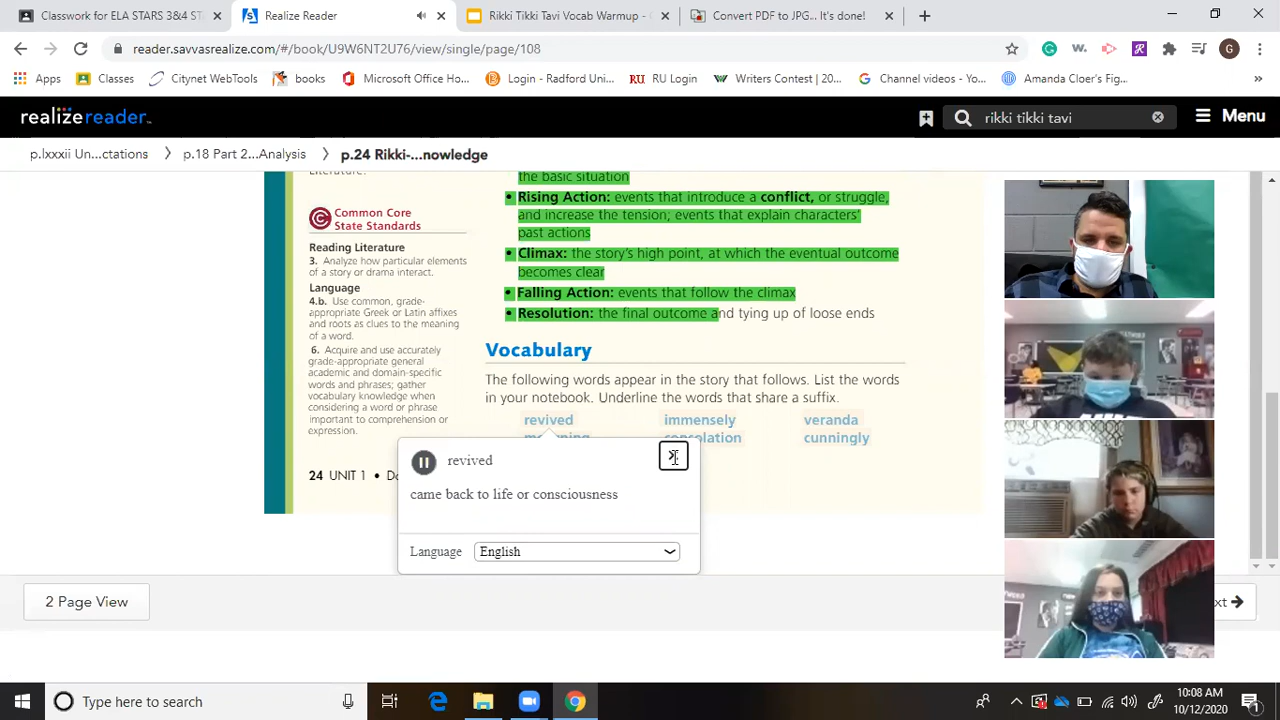 Classwork for ELA STARS 3&4 ST
Realize Reader
Rikki Tikki Tavi Vocab Warmup -
Convert PDF to JPG... It's done!
reader.savvasrealize.com/#/book/U9W6NT2U76/view/single/page/108
Apps
Classes
Citynet WebTools
books
Microsoft Office Ho...
Login - Radford Uni...
RU Login
Writers Contest | 20...
Channel videos - Yo...
Amanda Cloer's Fig...
realizereader
rikki tikki tavi
Menu
p.lxxxii Un...ctations
p.18 Part 2...Analysis
p.24 Rikki-...nowledge
Literature.
Common Core
State Standards
Reading Literature
3. Analyze how particular elements
of a story or drama interact.
Language
4.b. Use common, grade-
appropriate Greek or Latin affixes
and roots as clues to the meaning
of a word.
6. Acquire and use accurately
grade-appropriate general
academic and domain-specific
words and phrases; gather
vocabulary knowledge when
considering a word or phrase
important to comprehension or
expression.
24 UNIT 1 •
the basic situation
• Rising Action: events that introduce a conflict, or struggle,
and increase the tension; events that explain characters'
past actions
• Climax: the story's high point, at which the eventual outcome
becomes clear
• Falling Action: events that follow the climax
• Resolution: the final outcome and tying up of loose ends
Vocabulary
The following words appear in the story that follows. List the words
in your notebook. Underline the words that share a suffix.
revived immensely veranda
consolation cunningly
revived
came back to life or consciousness
Language English
2 Page View
Type here to search
10:08 AM
10/12/2020